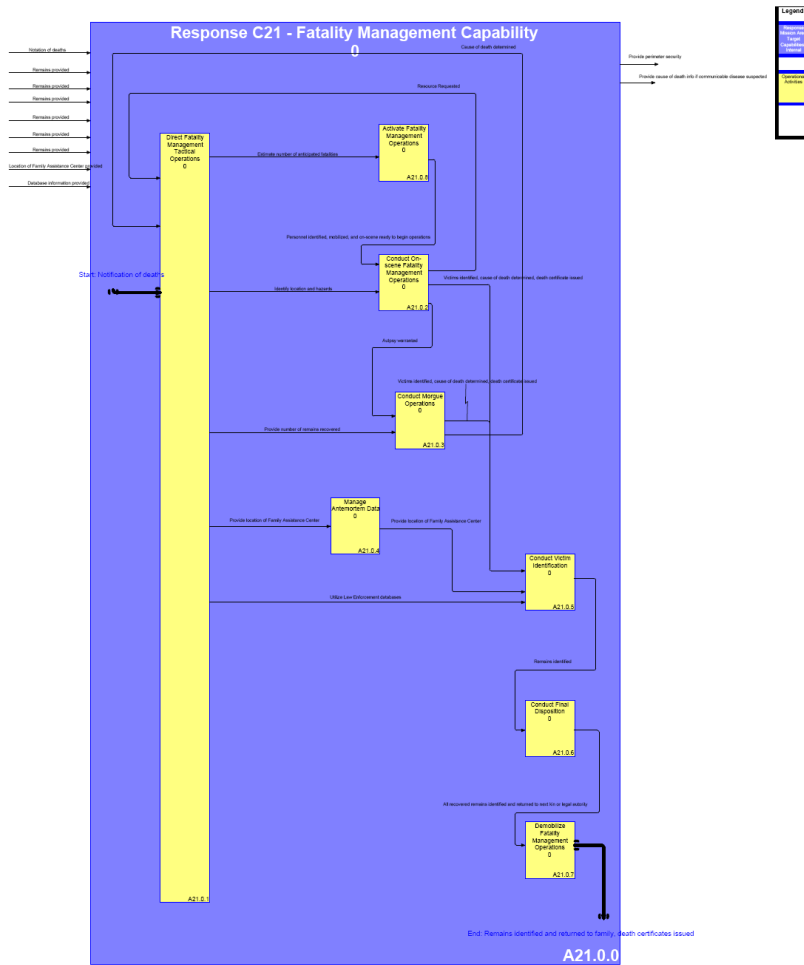 Legend
Response
Mission Area
Target
Capabilities
Internal
Operational
Activities
Response C21 - Fatality Management Capability
0
Notation of deaths
Remains provided
Remains provided
Remains provided
Remains provided
Remains provided
Remains provided
Location of Family Assistance Center provided
Database information provided
Cause of death determined
Provide perimeter security
Provide cause of death info if communicable disease suspected
Resource Requested
Direct Fatality
Management
Tactical
Operations
0
A21.0.1
Estimate number of anticipated fatalities
Activate Fatality
Management
Operations
0
A21.0.8
Personnel identified, mobilized, and on-scene ready to begin operations
Start: Notification of deaths
Identify location and hazards
Conduct On-
scene Fatality
Management
Operations
0
A21.0.2
Victims identified, cause of death determined, death certificate issued
Autopsy warranted
Victims identified, cause of death determined, death certificate issued
Conduct Morgue
Operations
0
A21.0.3
Provide number of remains recovered
Manage
Antemortem Data
0
A21.0.4
Provide location of Family Assistance Center
Provide location of Family Assistance Center
Conduct Victim
Identification
0
A21.0.5
Utilize Law Enforcement databases
Remains identified
Conduct Final
Disposition
0
A21.0.6
All recovered remains identified and returned to next kin or legal autority
Demobilize
Fatality
Management
Operations
0
A21.0.7
End: Remains identified and returned to family, death certificates issued
A21.0.0